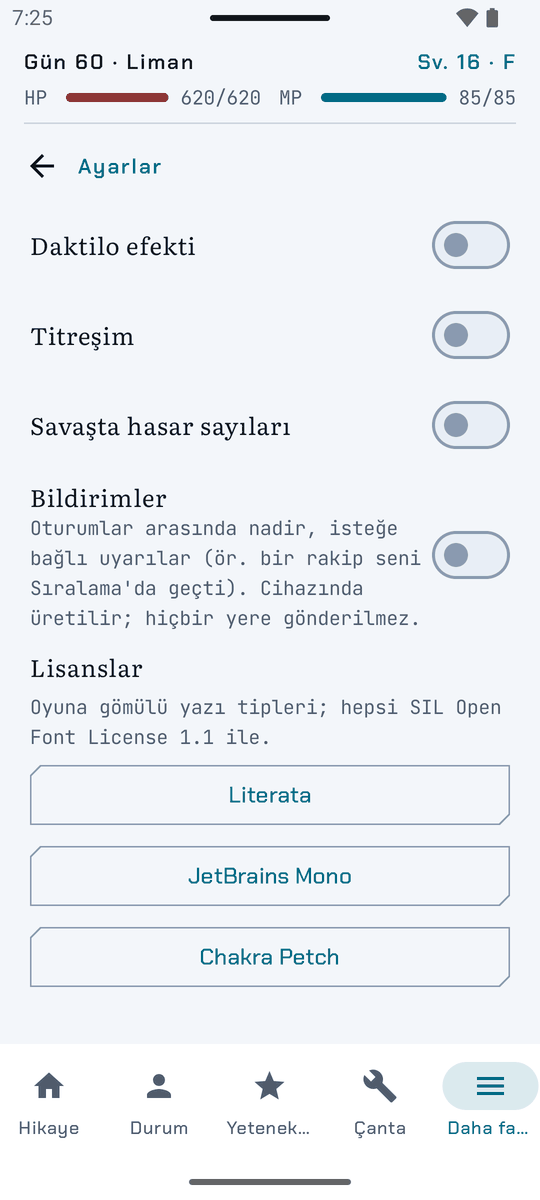 7:25
Gün 60 · Liman
Sv. 16 · F
HP 620/620 MP 85/85
Ayarlar
Daktilo efekti
Titreşim
Savaşta hasar sayıları
Bildirimler
Oturumlar arasında nadir, isteğe
bağlı uyarılar (ör. bir rakip seni
Sıralama'da geçti). Cihazında
üretilir; hiçbir yere gönderilmez.
Lisanslar
Oyuna gömülü yazı tipleri; hepsi SIL Open
Font License 1.1 ile.
Literata
JetBrains Mono
Chakra Petch
Hikaye
Durum
Yetenek...
Çanta
Daha fa...